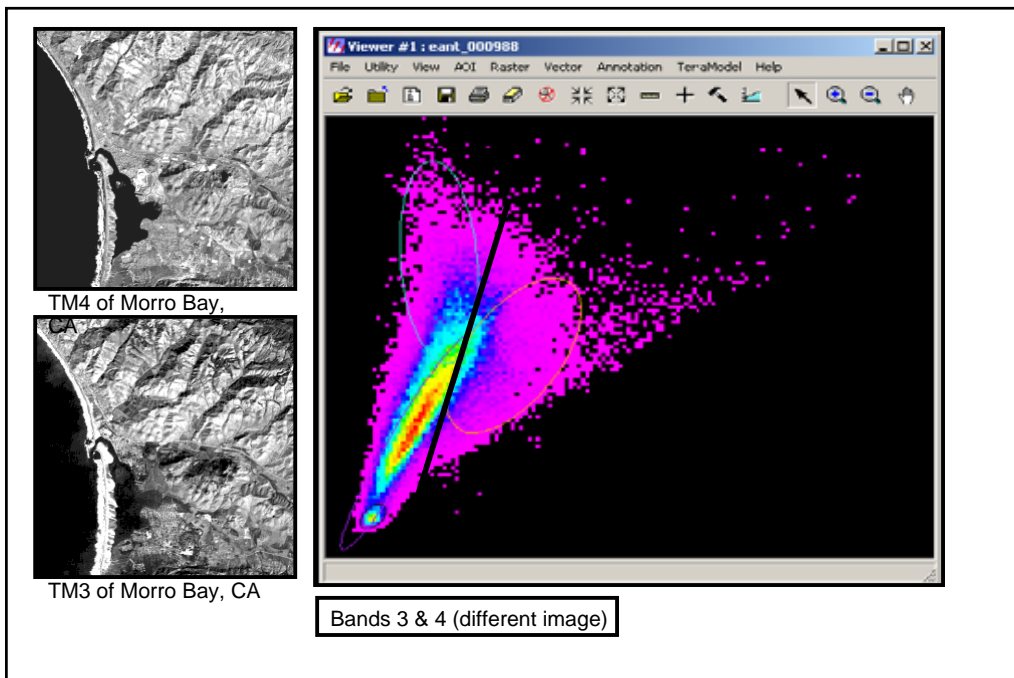 TM4 of Morro Bay,
CA
TM3 of Morro Bay, CA
Viewer #1 : eant_000988
File Utility View AOI Raster Vector Annotation TerraModel Help
Bands 3 & 4 (different image)